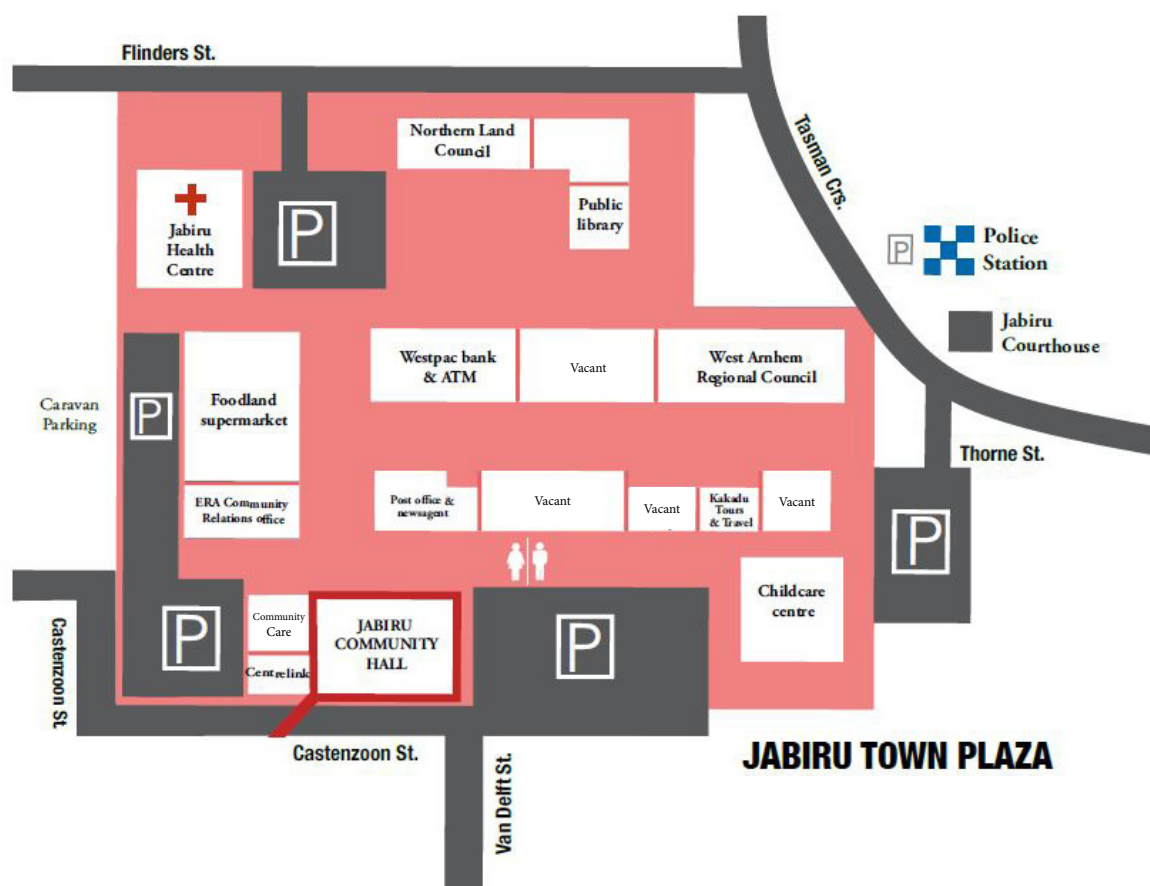 Flinders St.
Tasman Crs.
Northern Land
Council
Public
library
Jabiru
Health
Centre
P
P
Police
Station
Jabiru
Courthouse
Caravan
Parking
P
Foodland
supermarket
Westpac bank
& ATM
Vacant
West Arnhem
Regional Council
Thorne St.
ERA Community
Relations office
Post office &
newsagent
Vacant
Vacant
Kakadu
Tours
& Travel
Vacant
P
Childcare
centre
Castenzoon St.
P
Community
Care
Centrelink
JABIRU
COMMUNITY
HALL
P
Castenzoon St.
Van Delft St.
JABIRU TOWN PLAZA